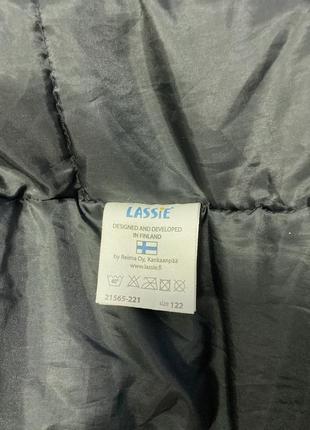 LASSIE
DESIGNED AND DEVELOPED
IN FINLAND
by Reima Oy, Kankaanpää
www.lassie.fi
21565-221 size 122